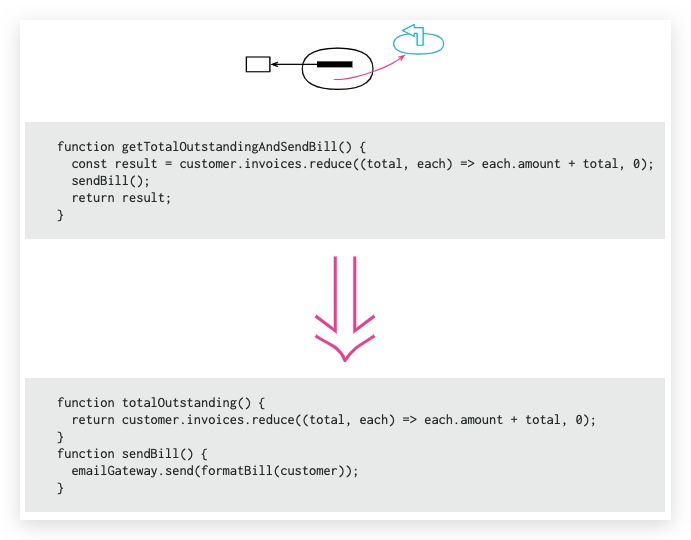 function getTotalOutstandingAndSendBill() {
  const result = customer.invoices.reduce((total, each) => each.amount + total, 0);
  sendBill();
  return result;
}
function totalOutstanding() {
  return customer.invoices.reduce((total, each) => each.amount + total, 0);
}
function sendBill() {
  emailGateway.send(formatBill(customer));
}